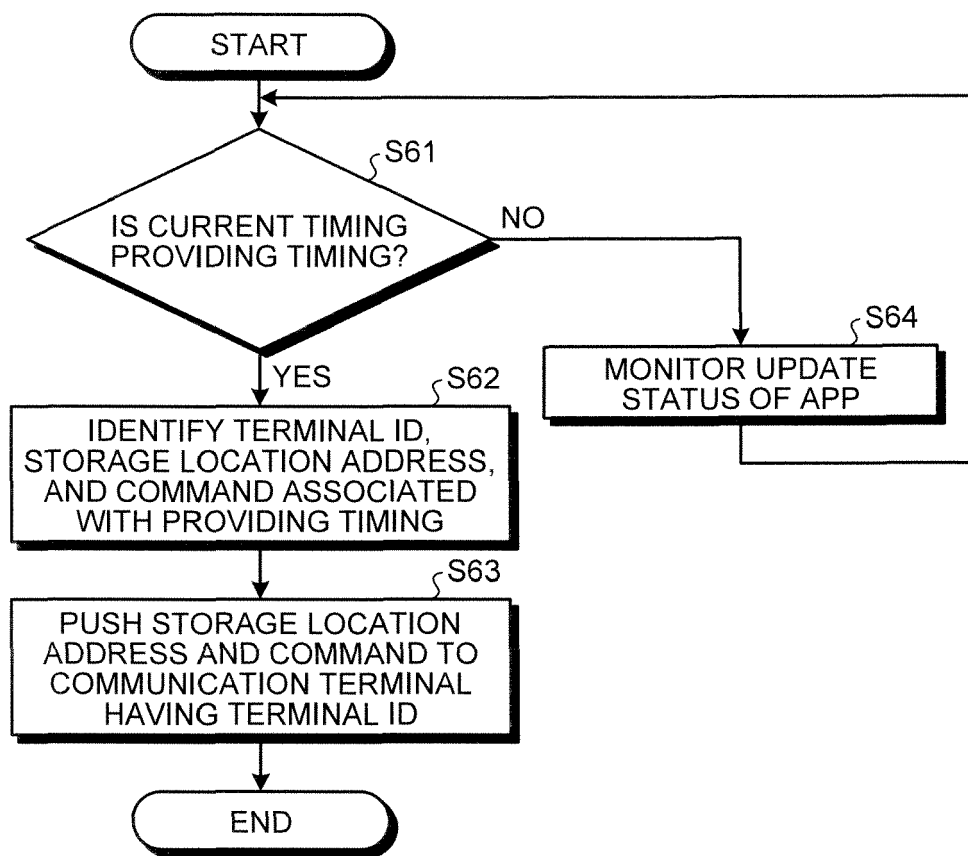 START
S61
IS CURRENT TIMING
PROVIDING TIMING?
NO
YES
S64
MONITOR UPDATE
STATUS OF APP
S62
IDENTIFY TERMINAL ID,
STORAGE LOCATION ADDRESS,
AND COMMAND ASSOCIATED
WITH PROVIDING TIMING
S63
PUSH STORAGE LOCATION
ADDRESS AND COMMAND TO
COMMUNICATION TERMINAL
HAVING TERMINAL ID
END